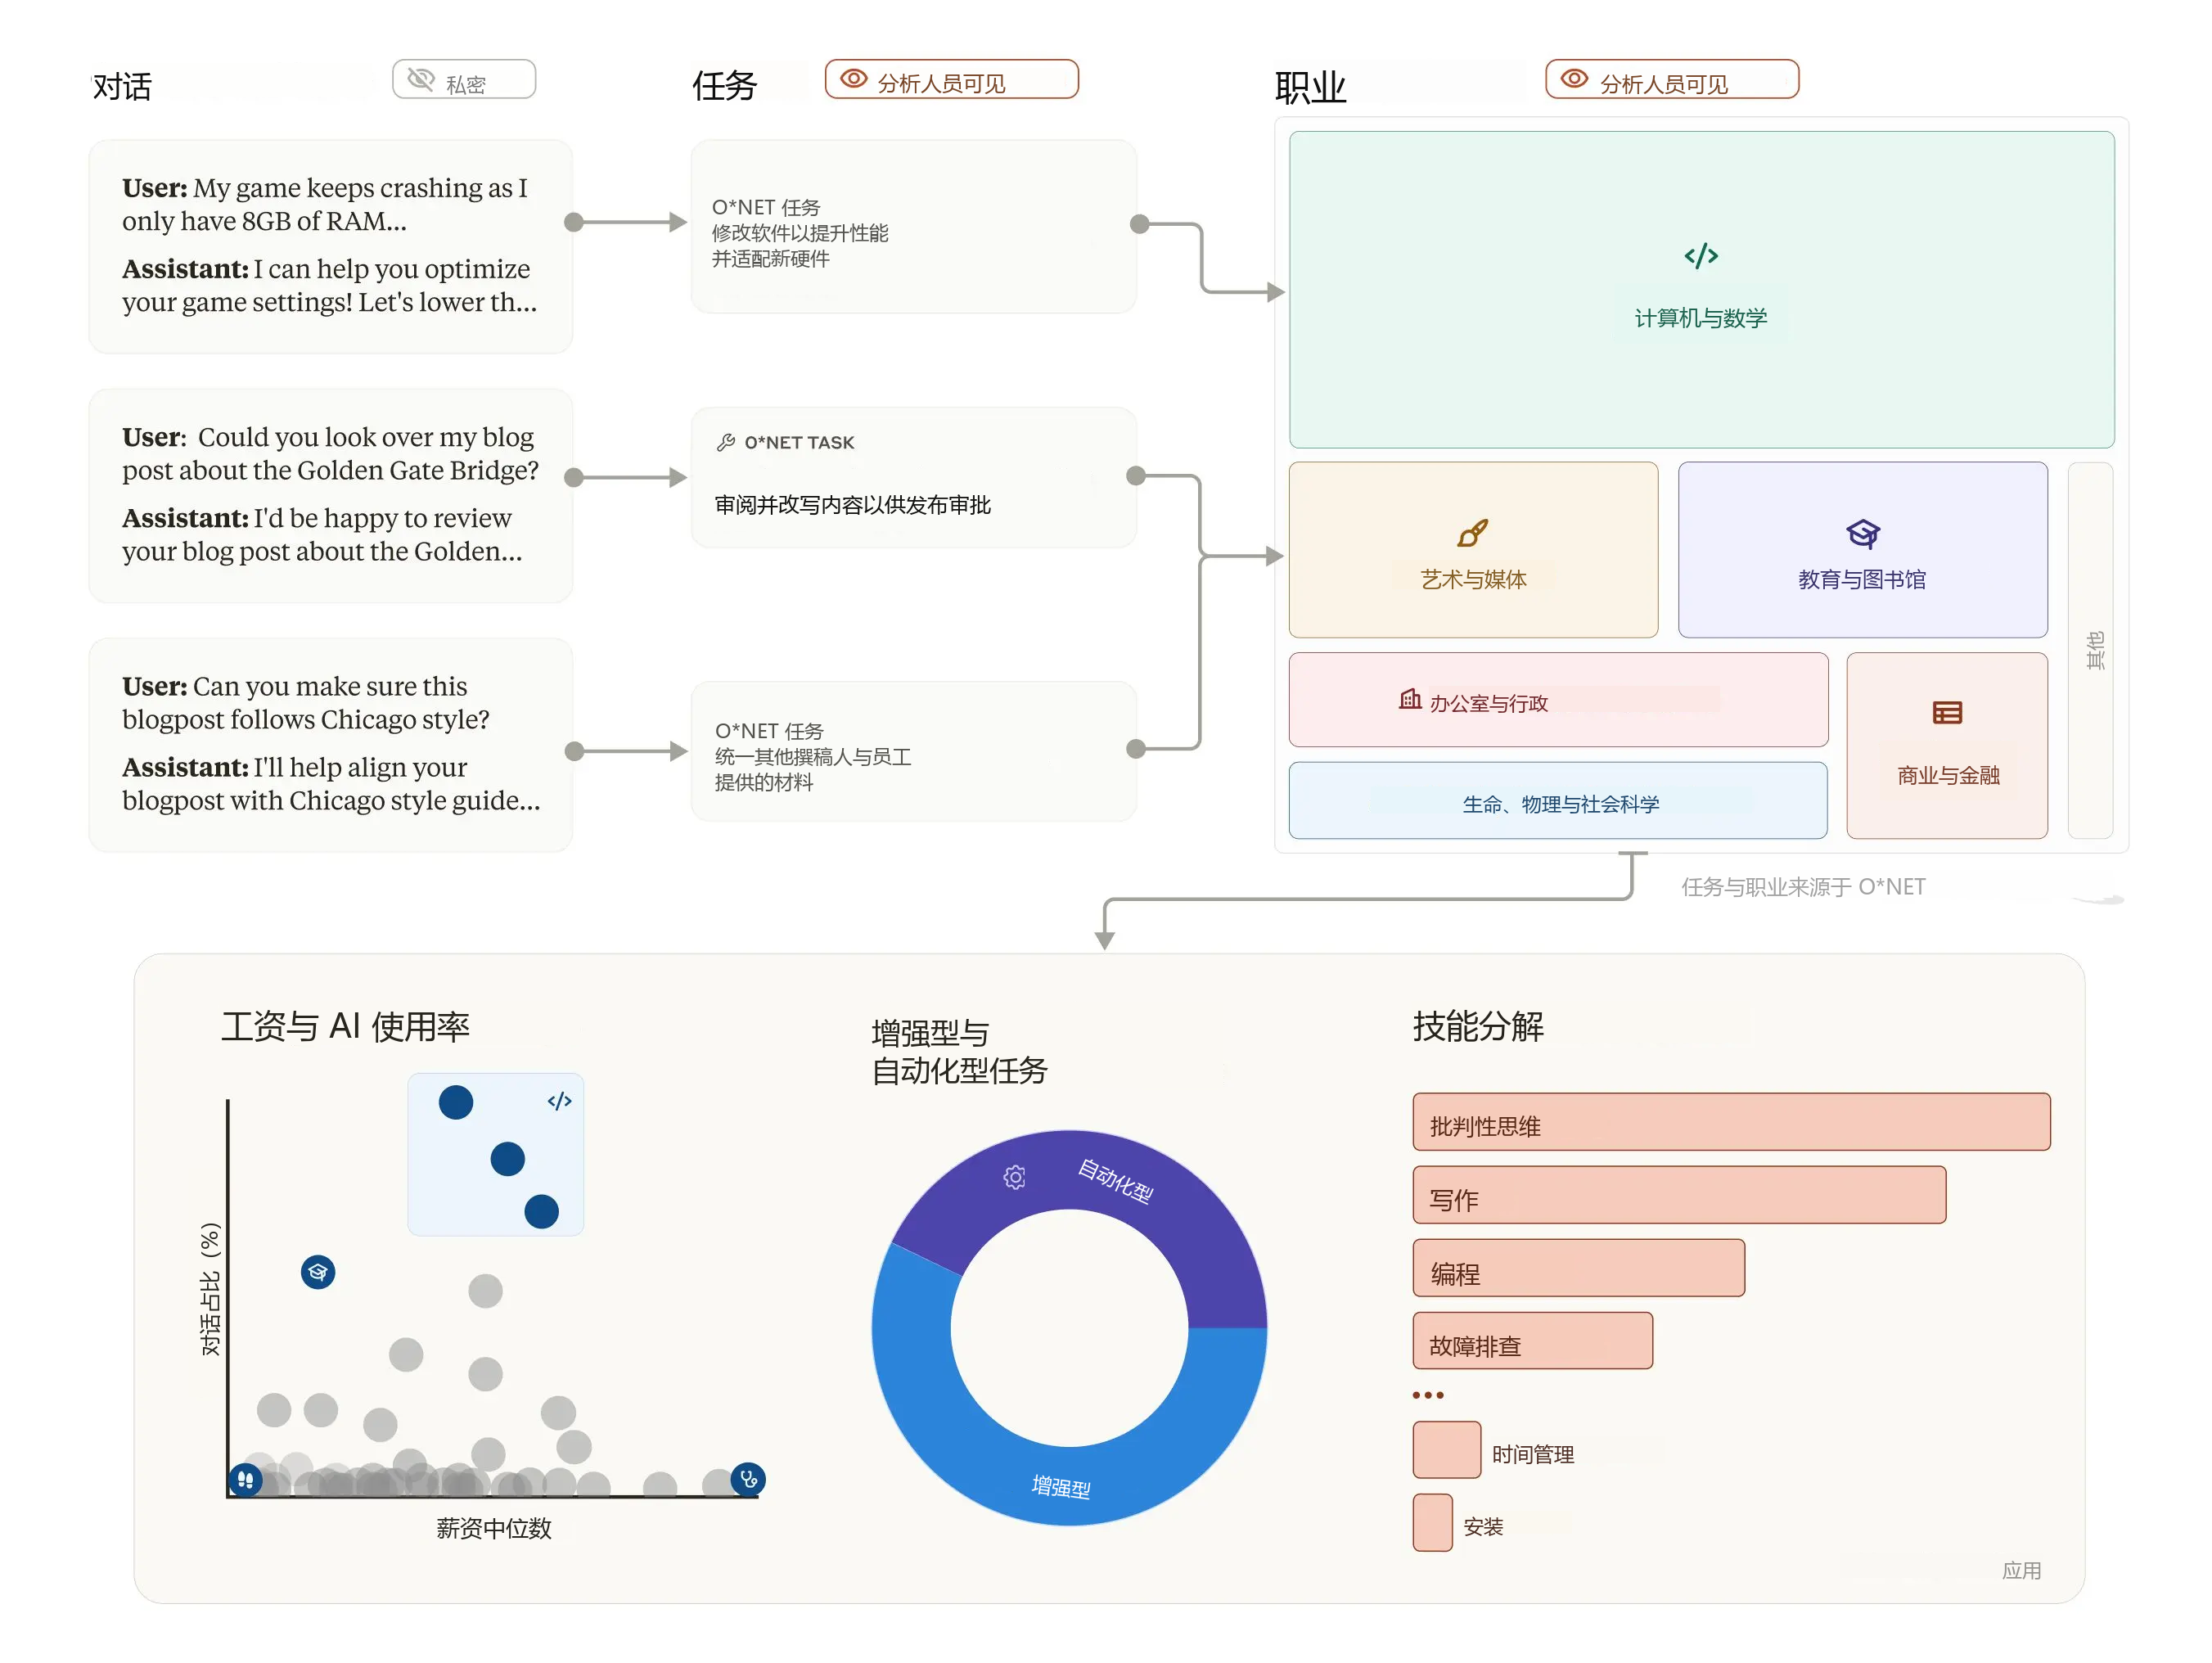 对话
私密
任务
分析人员可见
职业
分析人员可见
User: My game keeps crashing as I
only have 8GB of RAM...
Assistant: I can help you optimize
your game settings! Let's lower th...
O*NET 任务
修改软件以提升性能
并适配新硬件
计算机与数学
User: Could you look over my blog
post about the Golden Gate Bridge?
Assistant: I'd be happy to review
your blog post about the Golden...
O*NET TASK
审阅并改写内容以供发布审批
艺术与媒体
教育与图书馆
其他
User: Can you make sure this
blogpost follows Chicago style?
Assistant: I'll help align your
blogpost with Chicago style guide...
O*NET 任务
统一其他撰稿人与员工
提供的材料
办公室与行政
商业与金融
生命、物理与社会科学
任务与职业来源于 O*NET
工资与 AI 使用率
对话占比（%）
薪资中位数
增强型与
自动化型任务
自动化型
增强型
技能分解
批判性思维
写作
编程
故障排查
•••
时间管理
安装
应用